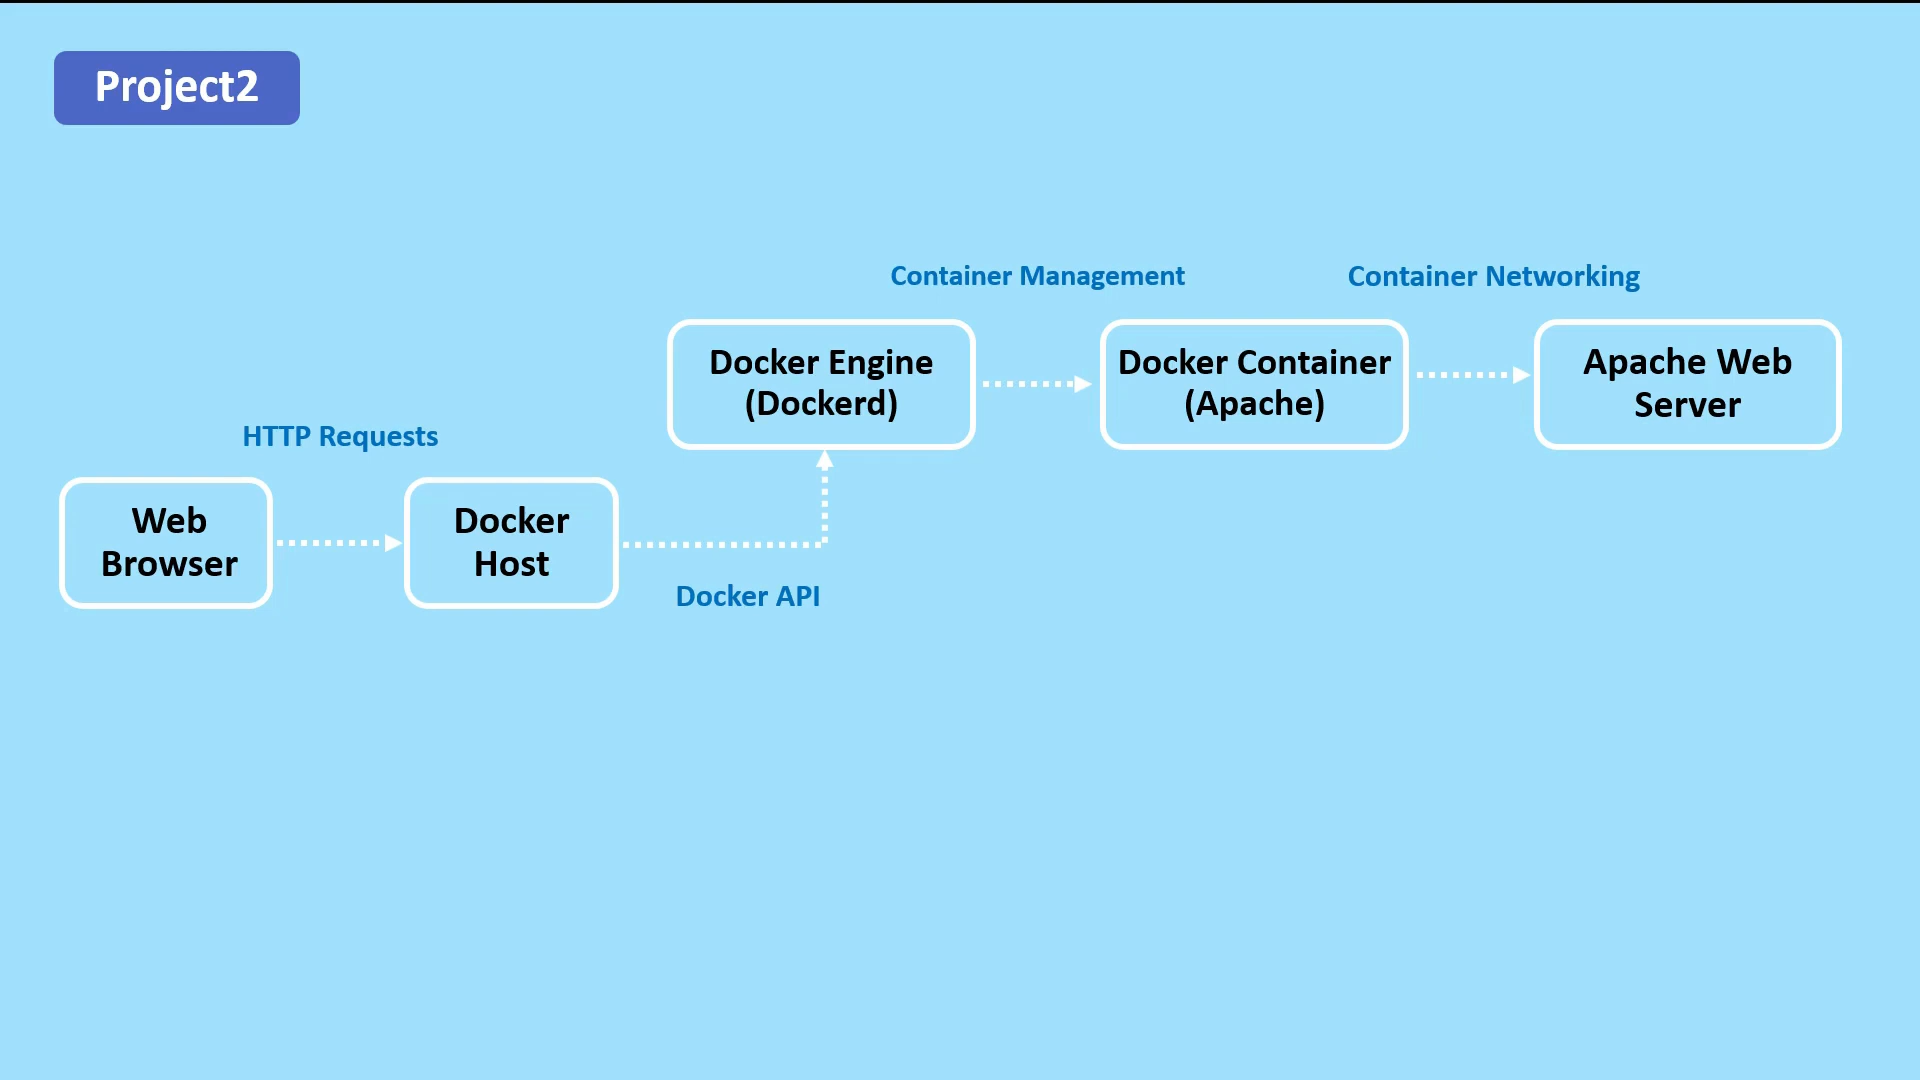 Project2
Container Management
Container Networking
Docker Engine
(Dockerd)
Docker Container
(Apache)
Apache Web
Server
HTTP Requests
Web
Browser
Docker
Host
Docker API